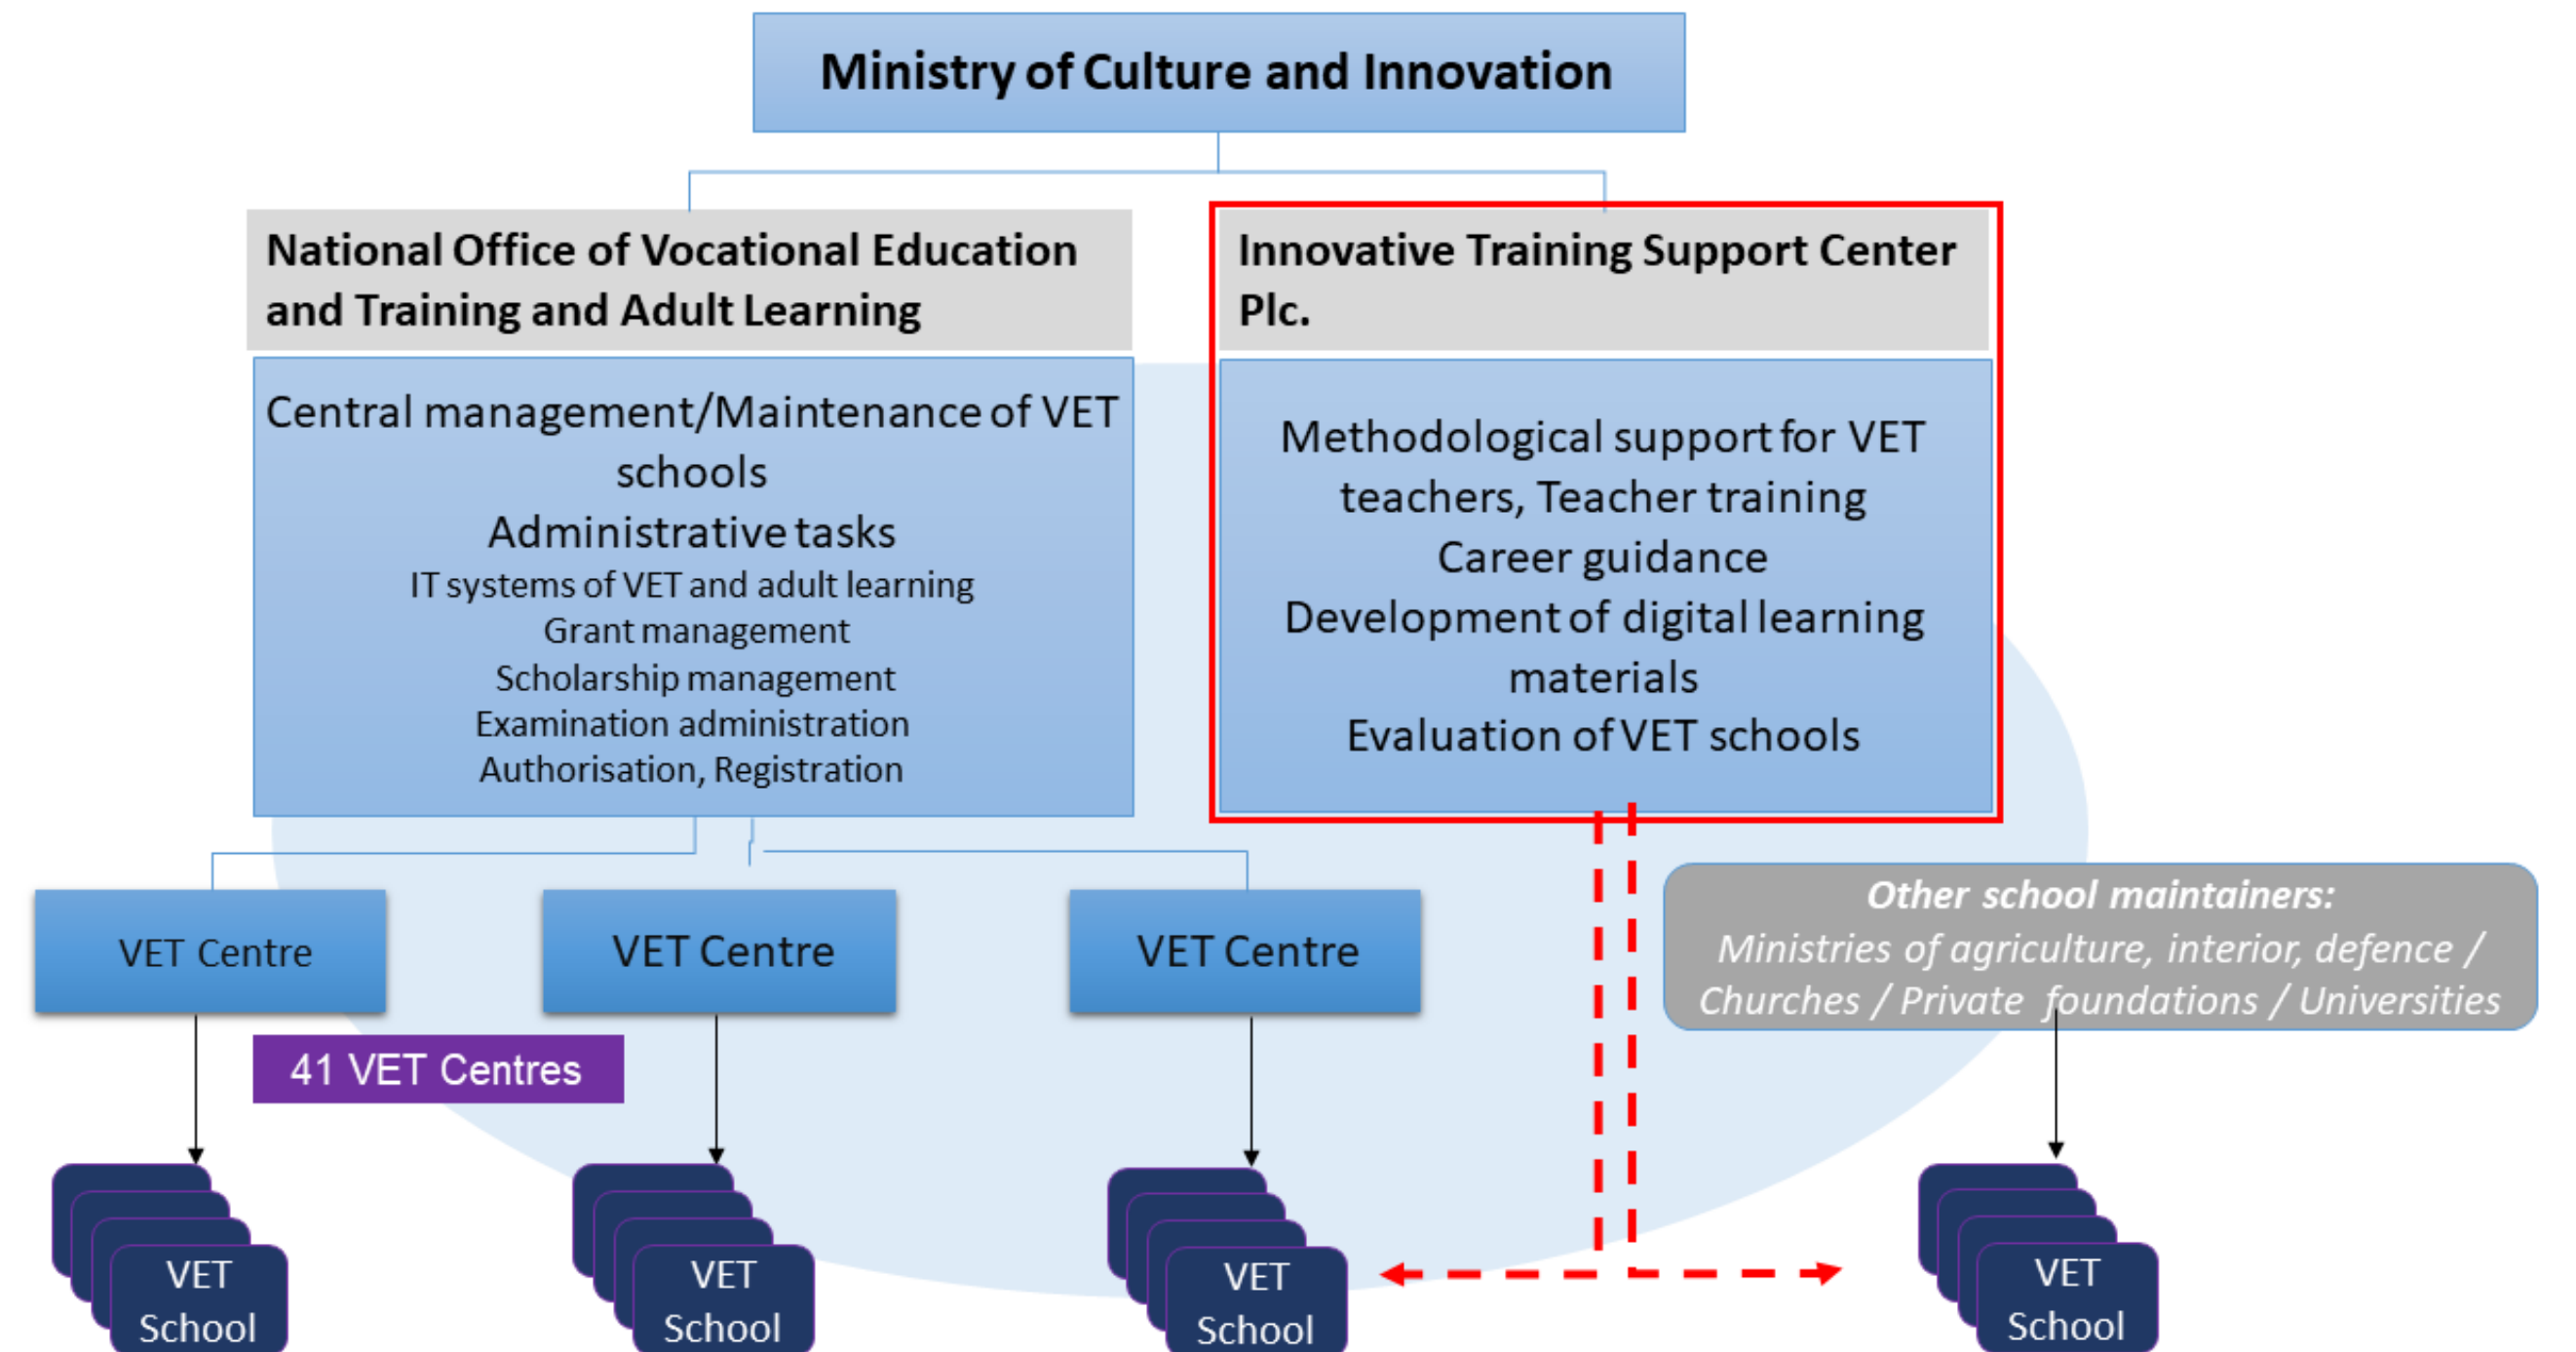 Ministry of Culture and Innovation
National Office of Vocational Education
and Training and Adult Learning
Central management/Maintenance of VET
schools
Administrative tasks
IT systems of VET and adult learning
Grant management
Scholarship management
Examination administration
Authorisation, Registration
Innovative Training Support Center
Plc.
Methodological support for VET
teachers, Teacher training
Career guidance
Development of digital learning
materials
Evaluation of VET schools
VET Centre
VET Centre
VET Centre
Other school maintainers:
Ministries of agriculture, interior, defence /
Churches / Private foundations / Universities
41 VET Centres
VET
School
VET
School
VET
School
VET
School